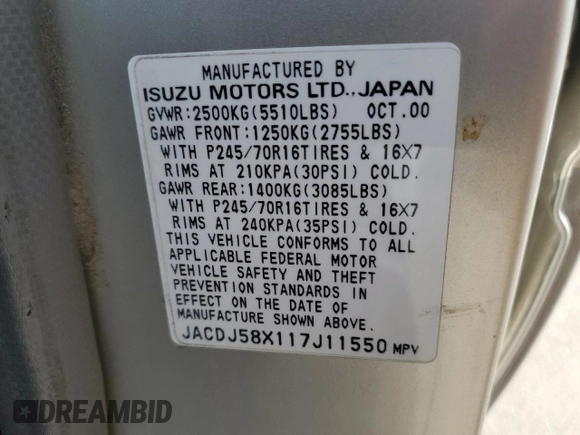 MANUFACTURED BY
ISUZU MOTORS LTD., JAPAN
GVWR:2500KG(5510LBS) OCT.00
GAWR FRONT:1250KG(2755LBS)
WITH P245/70R16TIRES & 16X7
RIMS AT 210KPA(30PSI) COLD.
GAWR REAR:1400KG(3085LBS)
WITH P245/70R16TIRES & 16X7
RIMS AT 240KPA(35PSI) COLD.
THIS VEHICLE CONFORMS TO ALL
APPLICABLE FEDERAL MOTOR
VEHICLE SAFETY AND THEFT
PREVENTION STANDARDS IN
EFFECT ON THE DATE OF
MANUFACTURE SHOWN ABOVE.
JACDJ58X117J11550 MPV
DREAMBID